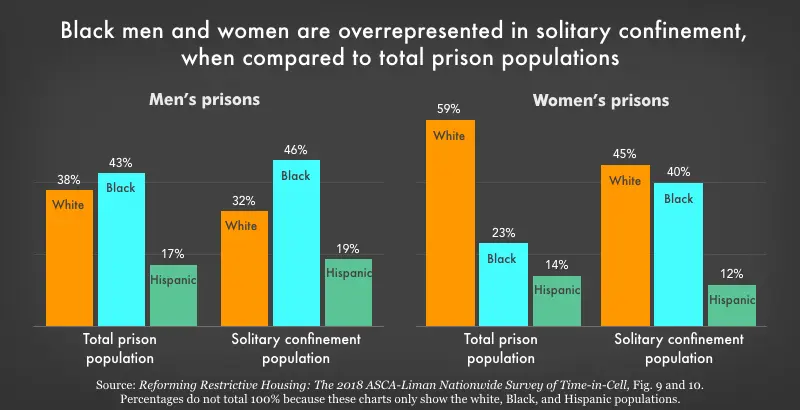 Black men and women are overrepresented in solitary confinement,
when compared to total prison populations
Men's prisons
38%
White
43%
Black
17%
Hispanic
Total prison
population
32%
White
46%
Black
19%
Hispanic
Solitary confinement
population
Women's prisons
59%
White
23%
Black
14%
Hispanic
Total prison
population
45%
White
40%
Black
12%
Hispanic
Solitary confinement
population
Source: Reforming Restrictive Housing: The 2018 ASCA-Liman Nationwide Survey of Time-in-Cell, Fig. 9 and 10.
Percentages do not total 100% because these charts only show the white, Black, and Hispanic populations.